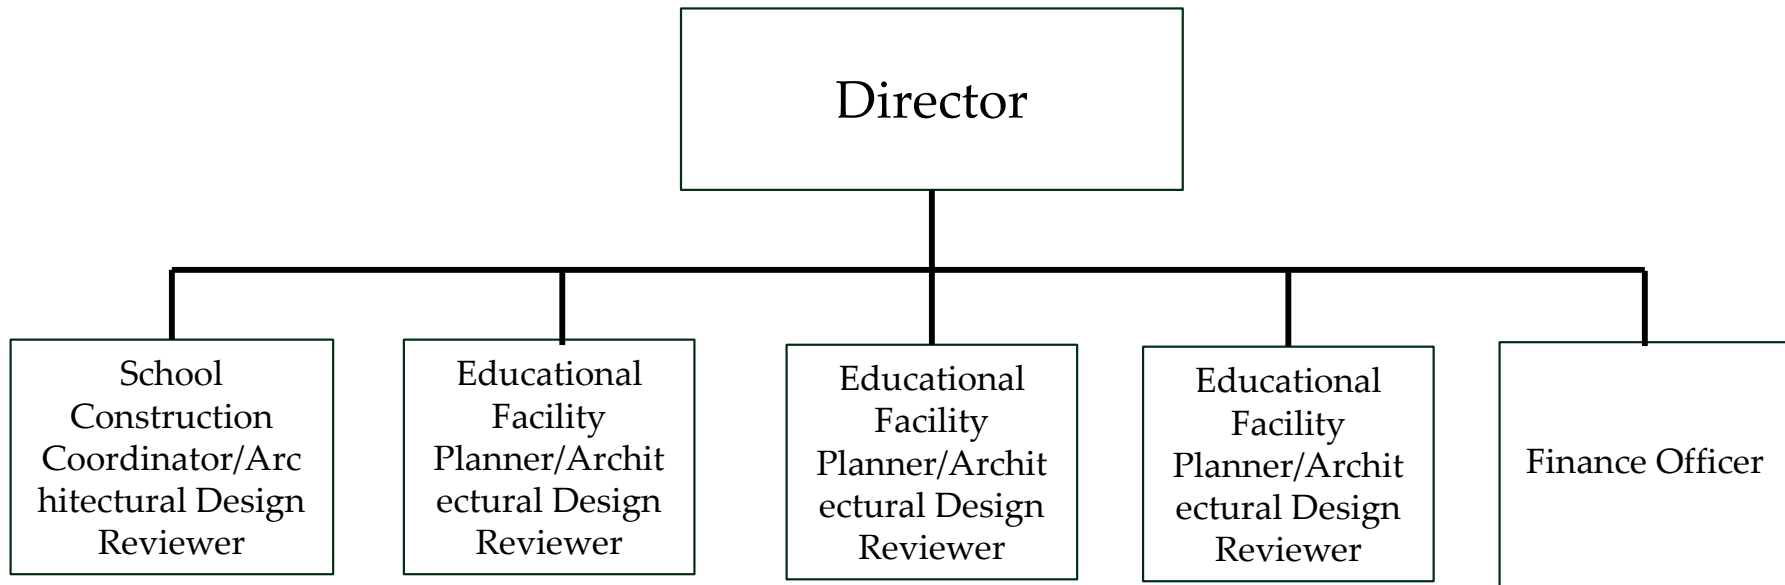 Director
School
Construction
Coordinator/Arc
hitectural Design
Reviewer
Educational
Facility
Planner/Archit
ectural Design
Reviewer
Educational
Facility
Planner/Archit
ectural Design
Reviewer
Educational
Facility
Planner/Archit
ectural Design
Reviewer
Finance Officer